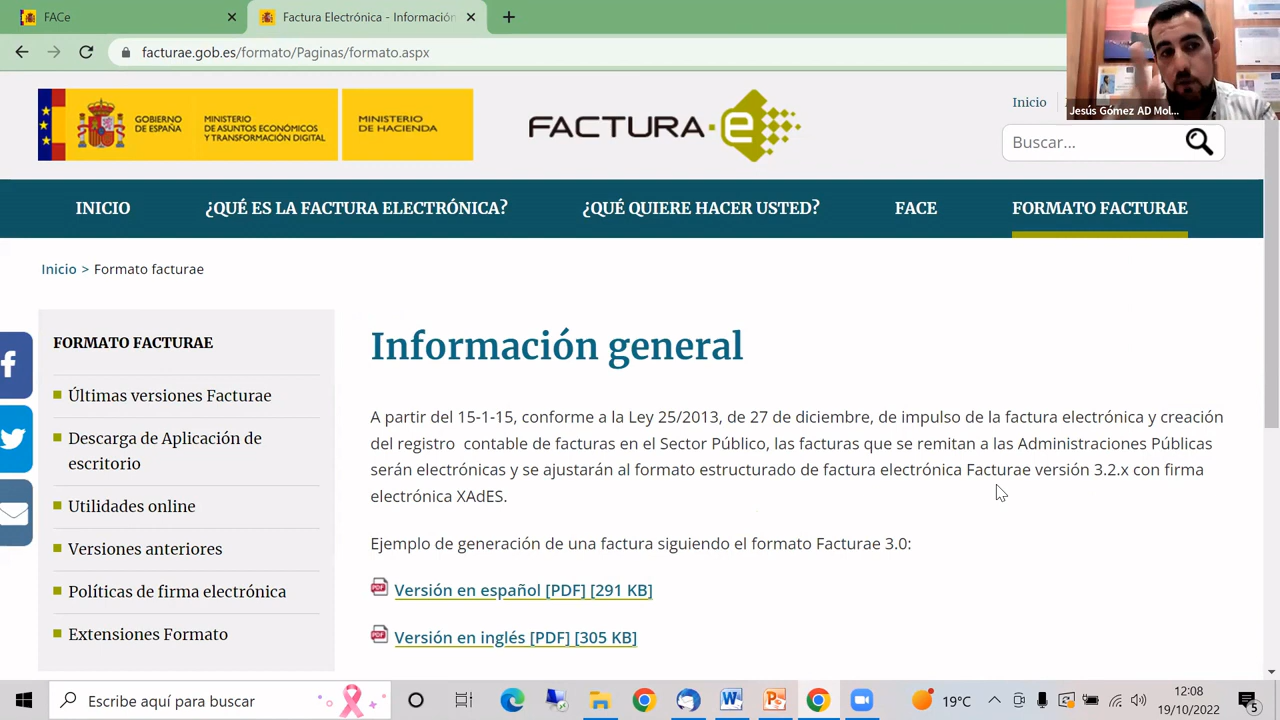 FACe
Factura Electrónica - Información
facturae.gob.es/formato/Paginas/formato.aspx
Jesús Gómez AD Mol...
GOBIERNO
DE ESPAÑA
MINISTERIO
DE ASUNTOS ECONÓMICOS
Y TRANSFORMACIÓN DIGITAL
MINISTERIO
DE HACIENDA
FACTURA-e
Inicio
Buscar...
INICIO
¿QUÉ ES LA FACTURA ELECTRÓNICA?
¿QUÉ QUIERE HACER USTED?
FACE
FORMATO FACTURAE
Inicio > Formato facturae
FORMATO FACTURAE
Últimas versiones Facturae
Descarga de Aplicación de
escritorio
Utilidades online
Versiones anteriores
Políticas de firma electrónica
Extensiones Formato
Información general
A partir del 15-1-15, conforme a la Ley 25/2013, de 27 de diciembre, de impulso de la factura electrónica y creación
del registro contable de facturas en el Sector Público, las facturas que se remitan a las Administraciones Públicas
serán electrónicas y se ajustarán al formato estructurado de factura electrónica Facturae versión 3.2.x con firma
electrónica XAdES.
Ejemplo de generación de una factura siguiendo el formato Facturae 3.0:
PDF
Versión en español [PDF] [291 KB]
PDF
Versión en inglés [PDF] [305 KB]
Escribe aquí para buscar
19°C
12:08
19/10/2022
5